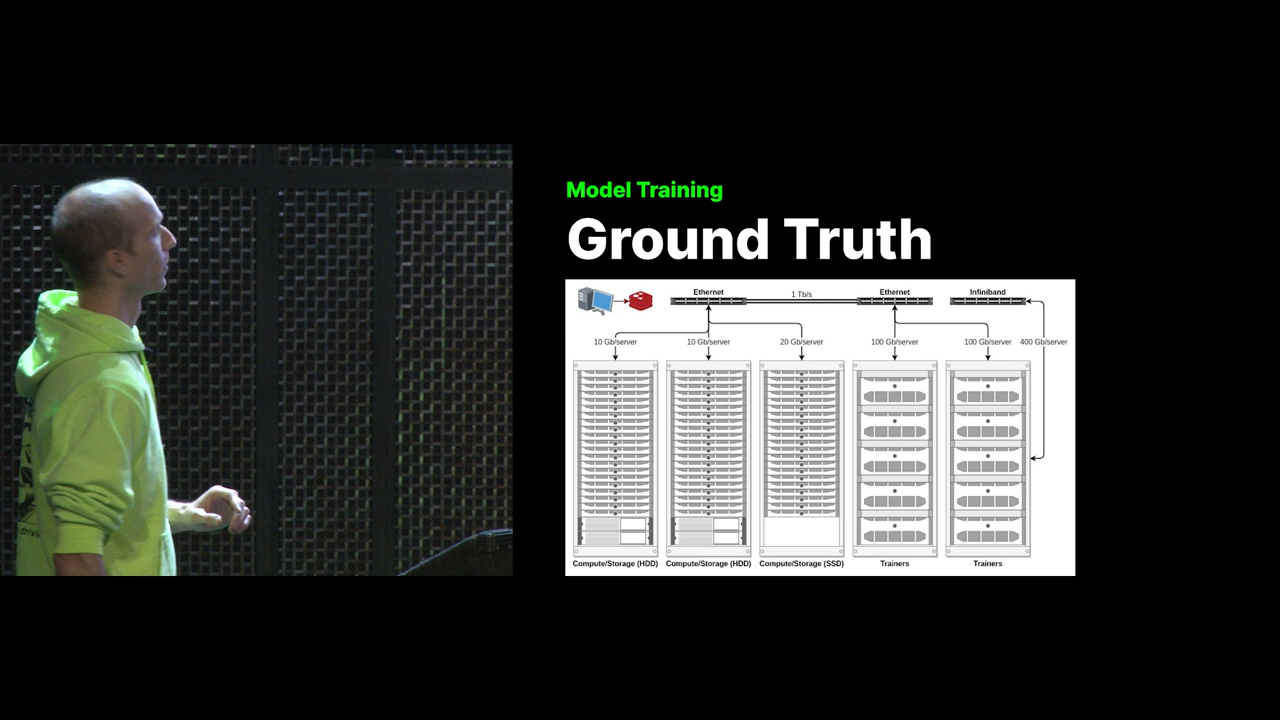 Model Training
Ground Truth
Ethernet
1 Tb/s
Ethernet
Infiniband
10 Gb/server
10 Gb/server
20 Gb/server
100 Gb/server
100 Gb/server
400 Gb/server
Compute/Storage (HDD)
Compute/Storage (HDD)
Compute/Storage (SSD)
Trainers
Trainers